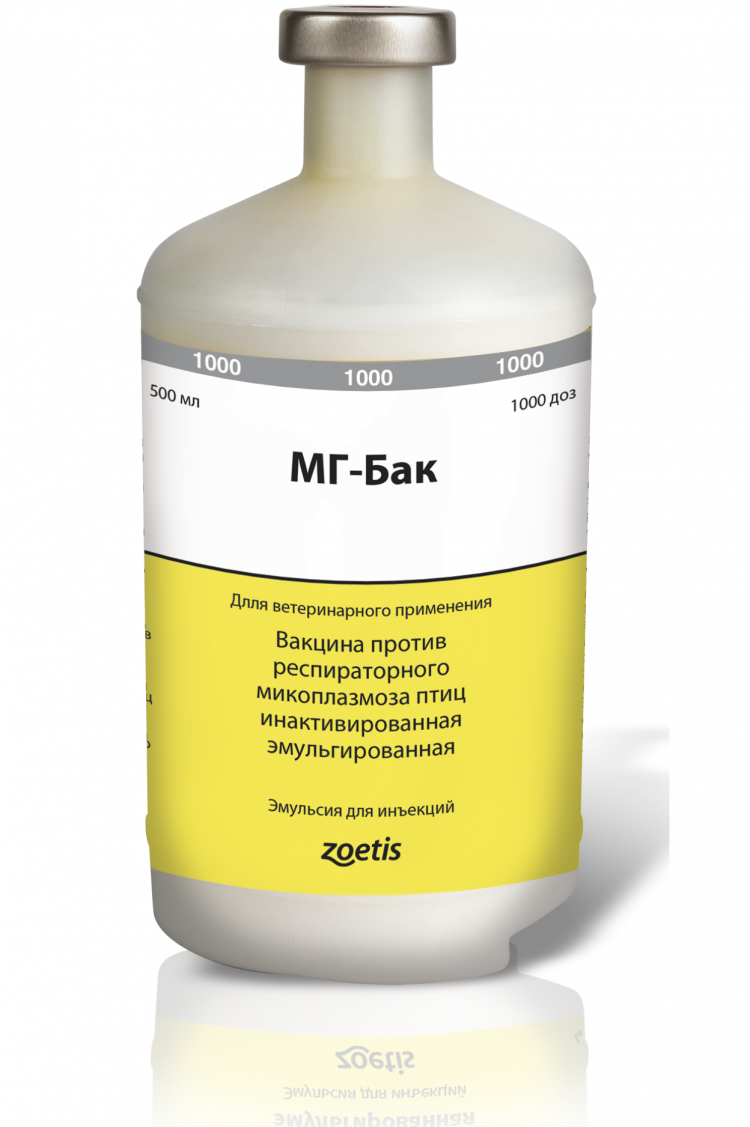 1000 1000 1000
500 мл 1000 доз
МГ-Бак
Длля ветеринарного применения
Вакцина против
респираторного
микоплазмоза птиц
инактивированная
эмульгированная
Эмульсия для инъекций
zoetis